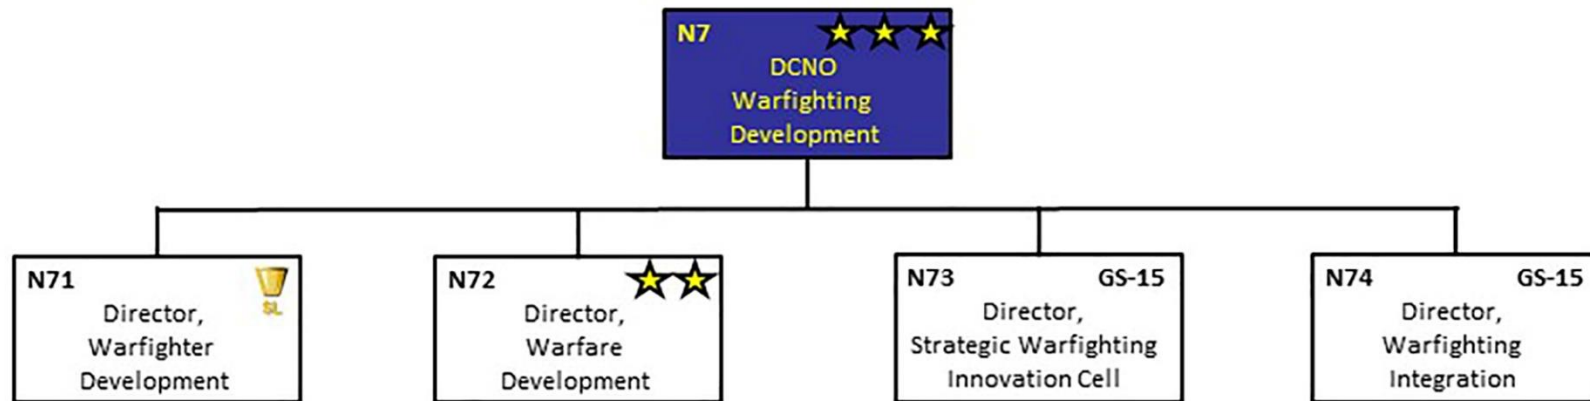 N7
DCNO
Warfighting
Development
N71
SL
Director,
Warfighter
Development
N72
Director,
Warfare
Development
N73 GS-15
Director,
Strategic Warfighting
Innovation Cell
N74 GS-15
Director,
Warfighting
Integration